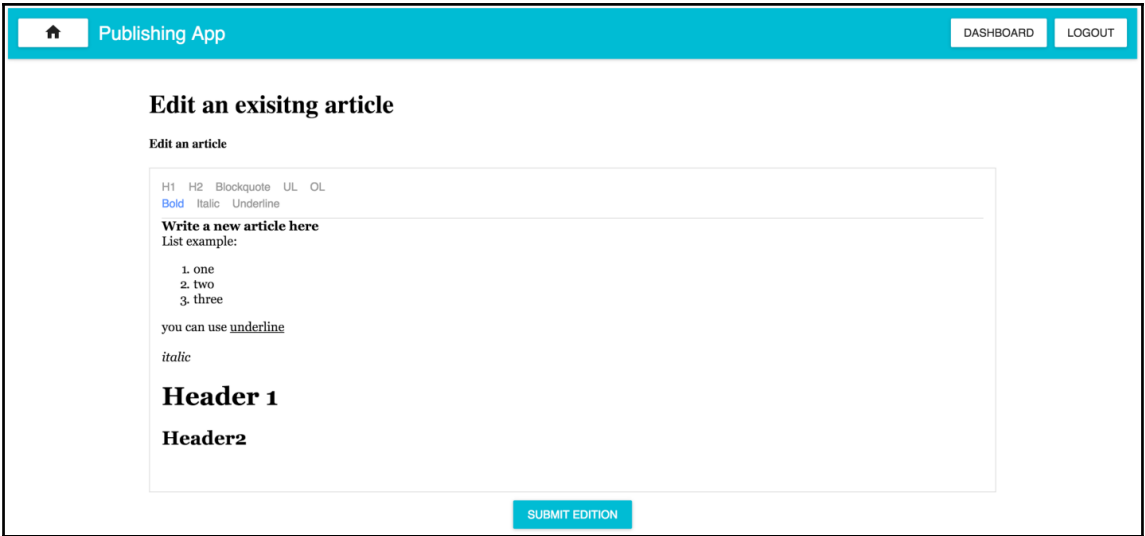 Publishing App DASHBOARD LOGOUT
Edit an exisitng article
Edit an article
H1 H2 Blockquote UL OL
Bold Italic Underline
Write a new article here
List example:
1. one
2. two
3. three
you can use underline
italic
Header 1
Header2
SUBMIT EDITION